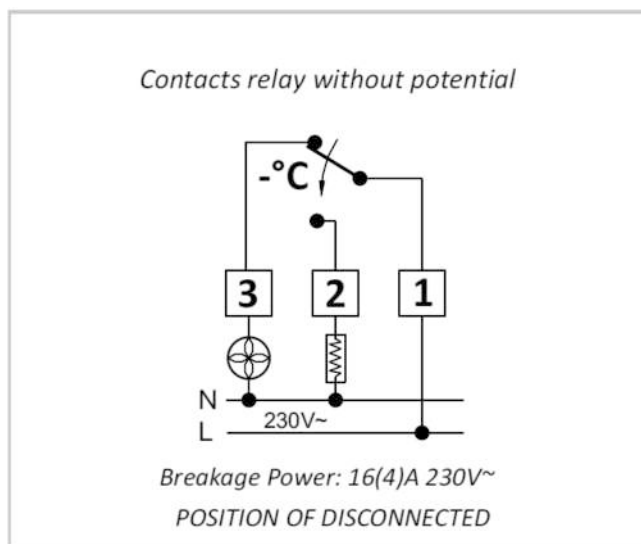 Contacts relay without potential
-°C
3 2 1
N
230V~
L
Breakage Power: 16(4)A 230V~
POSITION OF DISCONNECTED